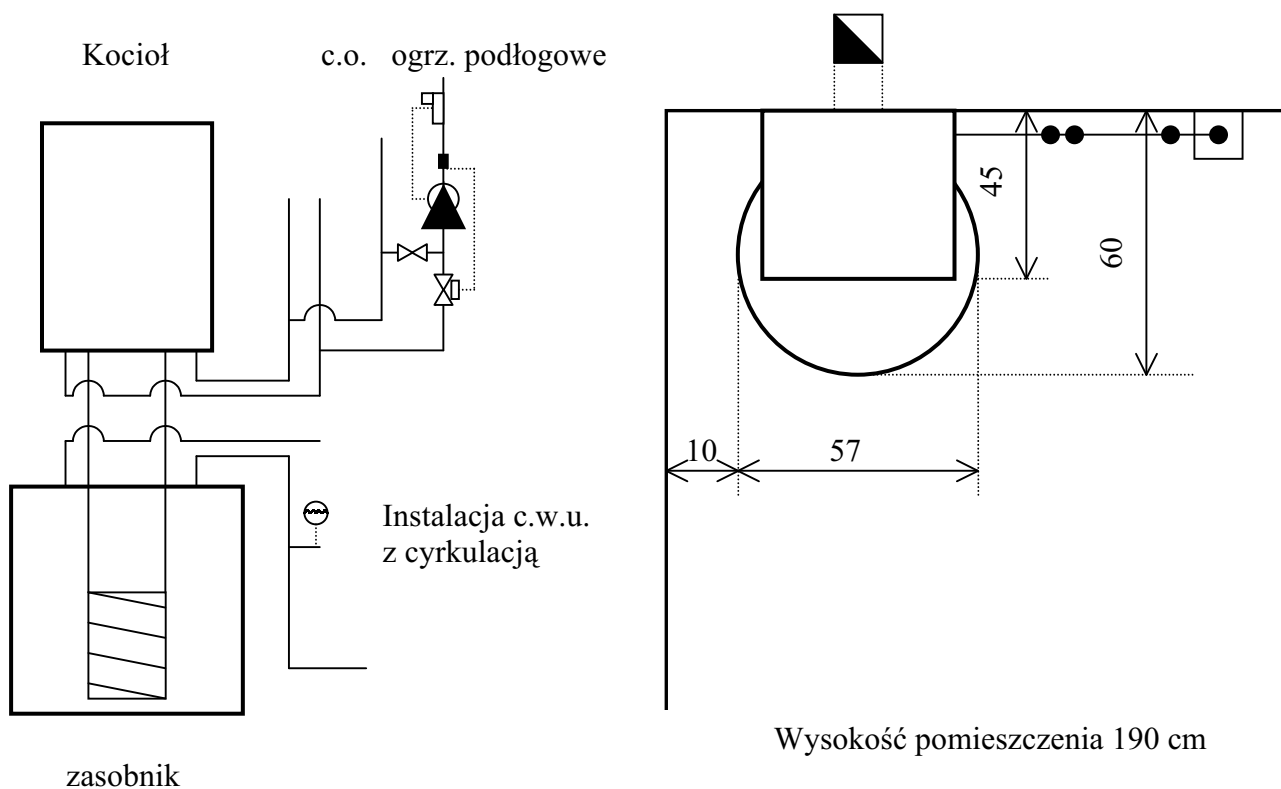 Kocioł
c.o. ogrz. podłogowe
Instalacja c.w.u.
z cyrkulacją
zasobnik
45
60
10
57
Wysokość pomieszczenia 190 cm